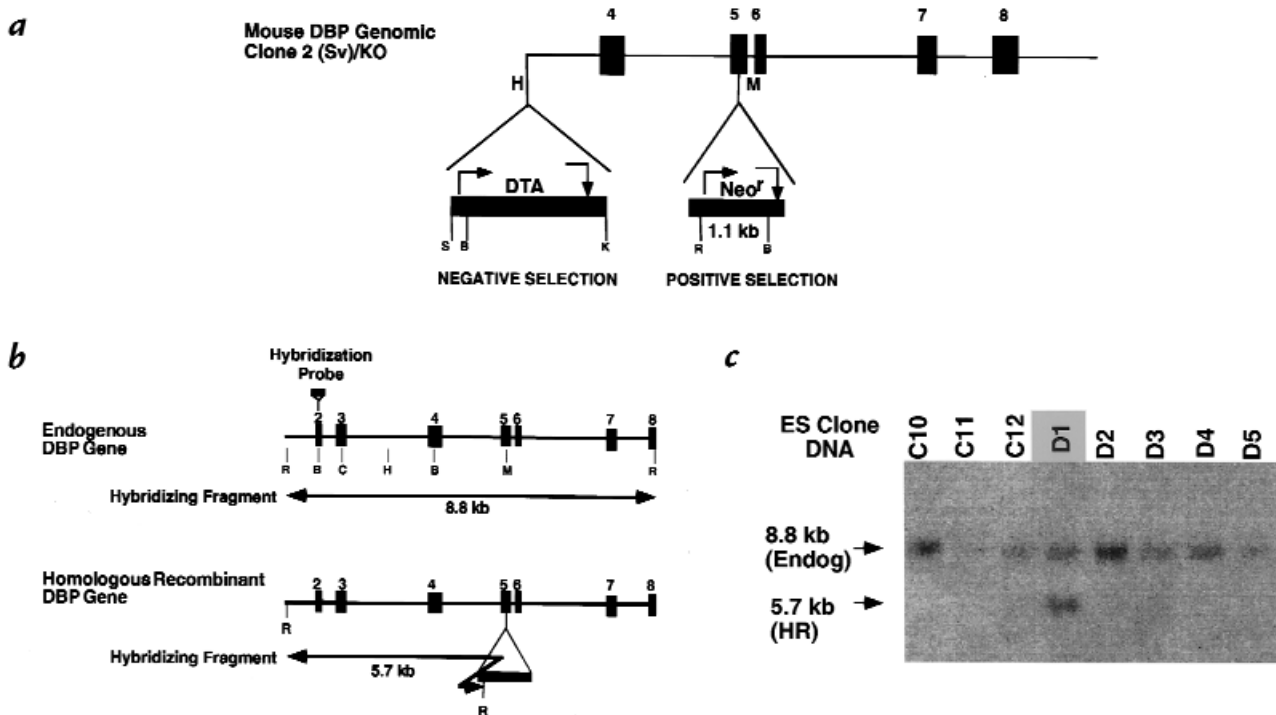 a
Mouse DBP Genomic
Clone 2 (Sv)/KO
4 5 6 7 8
H M
DTA Neoʳ
1.1 kb
S B K R B
NEGATIVE SELECTION POSITIVE SELECTION
b
Hybridization
Probe
2 3 4 5 6 7 8
Endogenous
DBP Gene
R B C H B M R
Hybridizing Fragment
8.8 kb
Homologous Recombinant
DBP Gene
2 3 4 5 6 7 8
R
Hybridizing Fragment
5.7 kb
R
c
ES Clone
DNA
C10 C11 C12 D1 D2 D3 D4 D5
8.8 kb
(Endog)
5.7 kb
(HR)